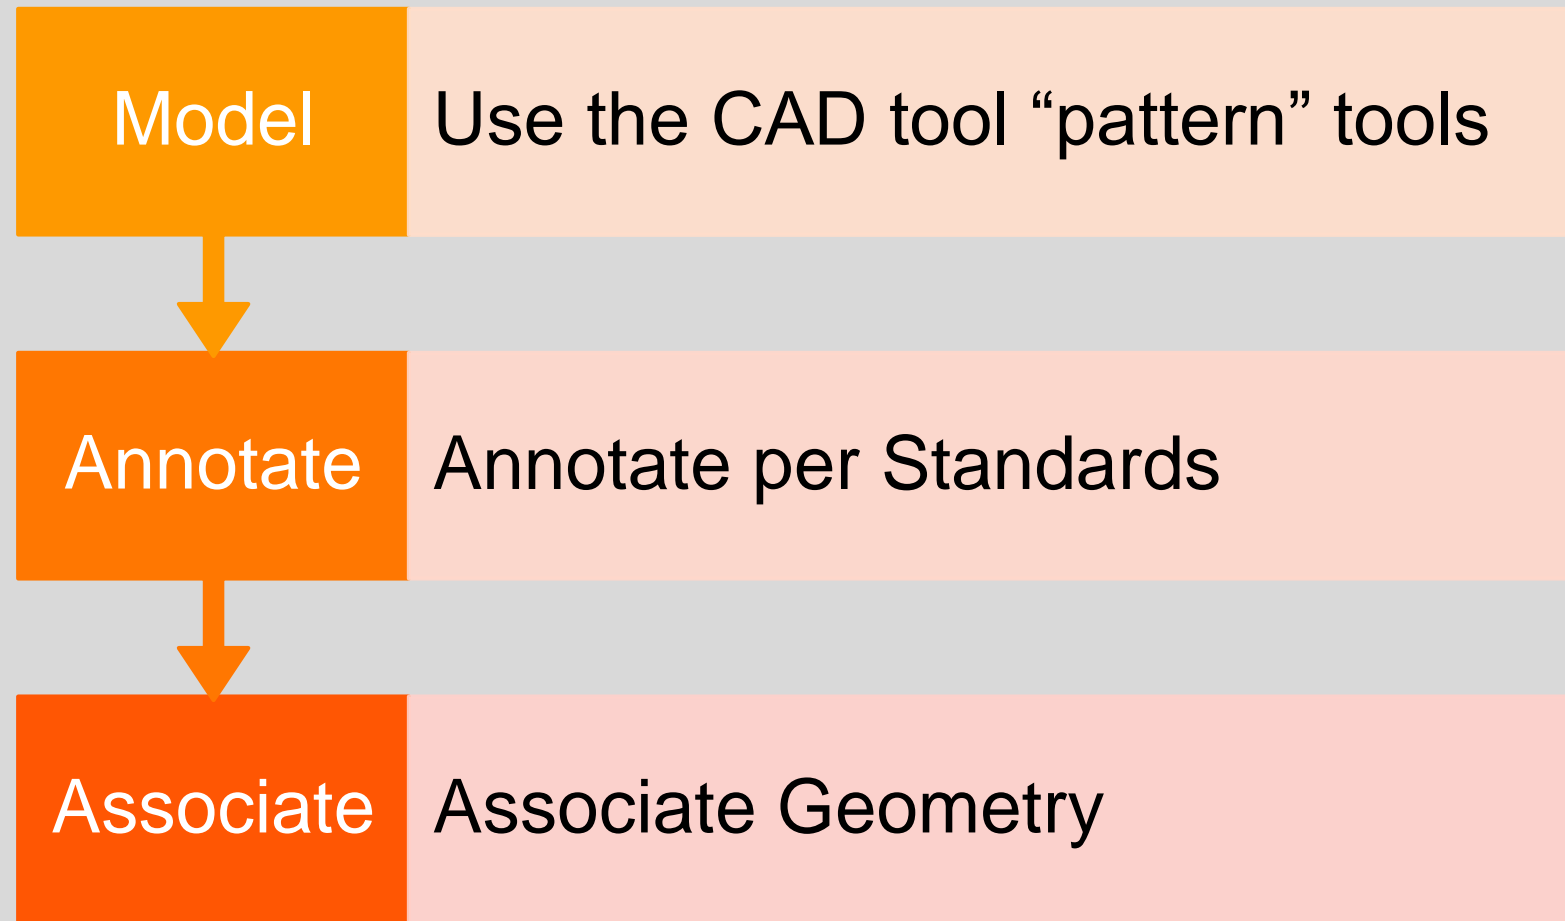 Model
Use the CAD tool “pattern” tools
Annotate
Annotate per Standards
Associate
Associate Geometry